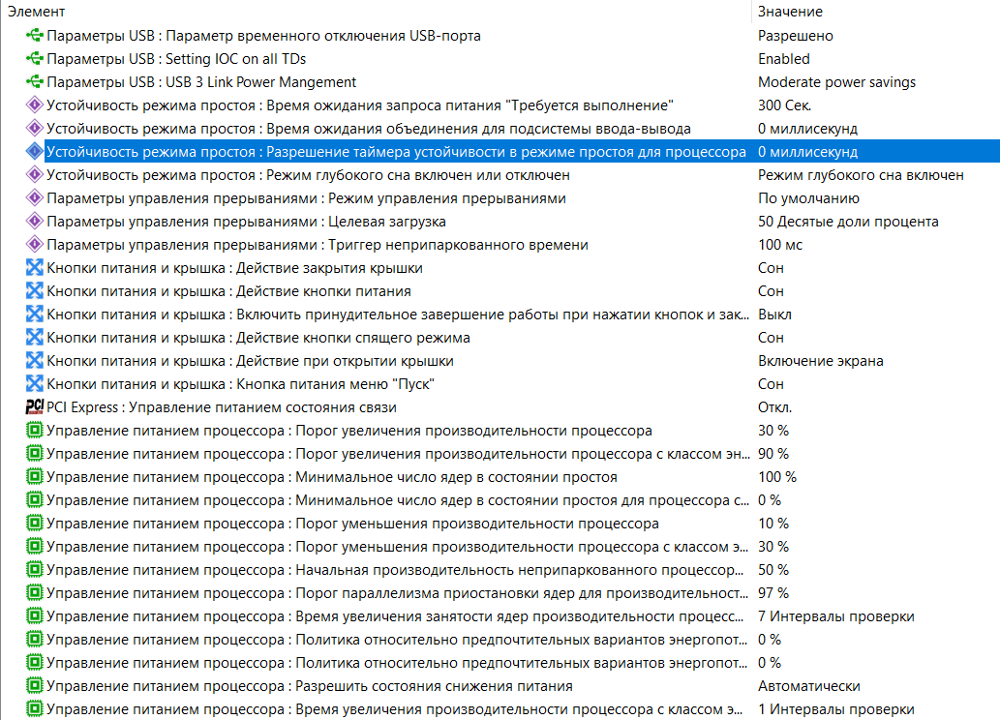 Элемент Значение
Параметры USB : Параметр временного отключения USB-порта Разрешено
Параметры USB : Setting IOC on all TDs Enabled
Параметры USB : USB 3 Link Power Mangement Moderate power savings
Устойчивость режима простоя : Время ожидания запроса питания "Требуется выполнение" 300 Сек.
Устойчивость режима простоя : Время ожидания объединения для подсистемы ввода-вывода 0 миллисекунд
Устойчивость режима простоя : Разрешение таймера устойчивости в режиме простоя для процессора 0 миллисекунд
Устойчивость режима простоя : Режим глубокого сна включен или отключен Режим глубокого сна включен
Параметры управления прерываниями : Режим управления прерываниями По умолчанию
Параметры управления прерываниями : Целевая загрузка 50 Десятые доли процента
Параметры управления прерываниями : Триггер неприпаркованного времени 100 мс
Кнопки питания и крышка : Действие закрытия крышки Сон
Кнопки питания и крышка : Действие кнопки питания Сон
Кнопки питания и крышка : Включить принудительное завершение работы при нажатии кнопок и зак... Выкл
Кнопки питания и крышка : Действие кнопки спящего режима Сон
Кнопки питания и крышка : Действие при открытии крышки Включение экрана
Кнопки питания и крышка : Кнопка питания меню "Пуск" Сон
PCI PCI Express : Управление питанием состояния связи Откл.
Управление питанием процессора : Порог увеличения производительности процессора 30 %
Управление питанием процессора : Порог увеличения производительности процессора с классом эн... 90 %
Управление питанием процессора : Минимальное число ядер в состоянии простоя 100 %
Управление питанием процессора : Минимальное число ядер в состоянии простоя для процессора с... 0 %
Управление питанием процессора : Порог уменьшения производительности процессора 10 %
Управление питанием процессора : Порог уменьшения производительности процессора с классом э... 30 %
Управление питанием процессора : Начальная производительность неприпаркованного процессор... 50 %
Управление питанием процессора : Порог параллелизма приостановки ядер для производительност... 97 %
Управление питанием процессора : Время увеличения занятости ядер производительности процесс... 7 Интервалы проверки
Управление питанием процессора : Политика относительно предпочтительных вариантов энергопот... 0 %
Управление питанием процессора : Политика относительно предпочтительных вариантов энергопот... 0 %
Управление питанием процессора : Разрешить состояния снижения питания Автоматически
Управление питанием процессора : Время увеличения производительности процессора с классом э... 1 Интервалы проверки